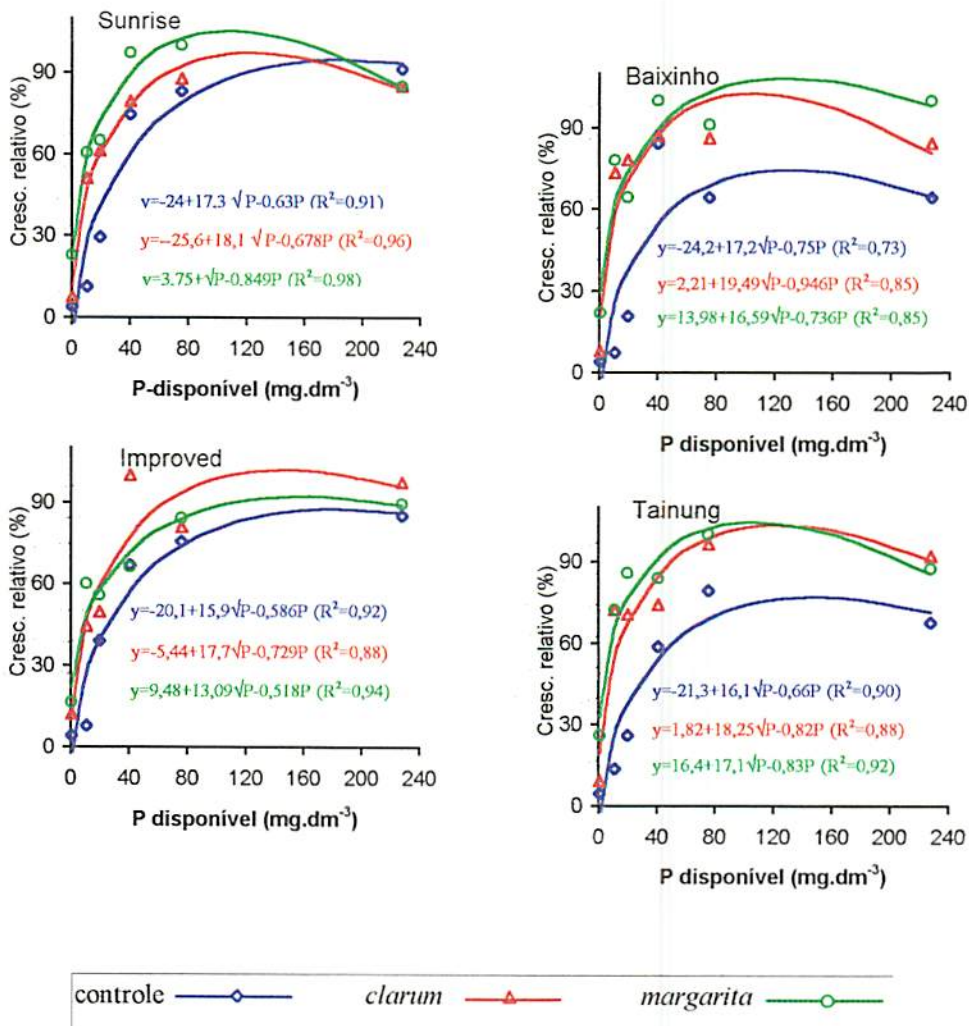 Sunrise
Cresc. relativo (%)
90
60
30
0
v=-24+17.3 √P-0.63P (R²=0,91)
y=-25,6+18,1 √P-0,678P (R²=0,96)
v=3.75+√P-0.849P (R²=0.98)
0 40 80 120 160 200 240
P-disponível (mg.dm⁻³)
Baixinho
Cresc. relativo (%)
90
60
30
0
y=-24,2+17,2√P-0,75P (R²=0,73)
y=2,21+19,49√P-0,946P (R²=0,85)
y=13,98+16,59√P-0,736P (R²=0,85)
0 40 80 120 160 200 240
P disponível (mg.dm⁻³)
Improved
Cresc. relativo (%)
90
60
30
0
y=-20,1+15,9√P-0,586P (R²=0,92)
y=-5,44+17,7√P-0,729P (R²=0,88)
y=9,48+13,09√P-0,518P (R²=0,94)
0 40 80 120 160 200 240
P disponível (mg.dm⁻³)
Tainung
Cresc. relativo (%)
90
60
30
0
y=-21,3+16,1√P-0,66P (R²=0,90)
y=1,82+18,25√P-0,82P (R²=0,88)
y=16,4+17,1√P-0,83P (R²=0,92)
0 40 80 120 160 200 240
P disponível (mg.dm⁻³)
controle clarum margarita